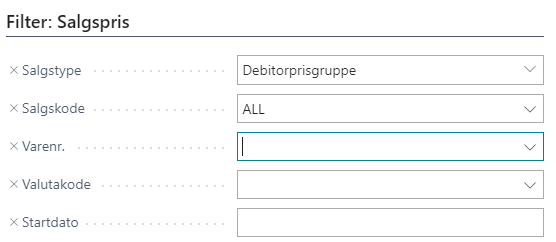 Filter: Salgspris
Salgstype Debitorprisgruppe
Salgskode ALL
Varenr.
Valutakode
Startdato